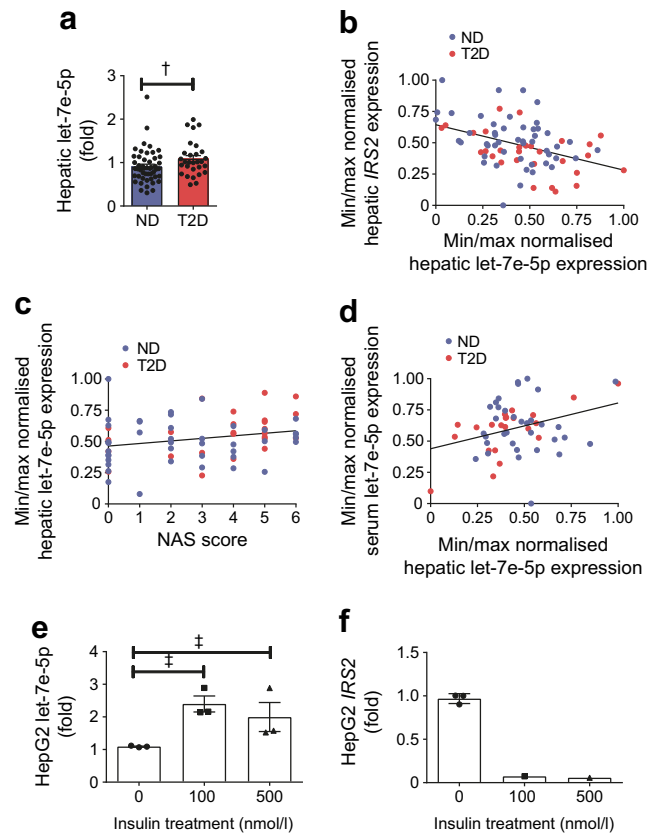 a
†
Hepatic let-7e-5p
(fold)
3
2
1
0
ND
T2D
b
ND
T2D
Min/max normalised
hepatic IRS2 expression
1.00
0.75
0.50
0.25
0
0 0.25 0.50 0.75 1.00
Min/max normalised
hepatic let-7e-5p expression
c
ND
T2D
Min/max normalised
hepatic let-7e-5p expression
1.00
0.75
0.50
0.25
0
0 1 2 3 4 5 6
NAS score
d
ND
T2D
Min/max normalised
serum let-7e-5p expression
1.00
0.75
0.50
0.25
0
0 0.25 0.50 0.75 1.00
Min/max normalised
hepatic let-7e-5p expression
e
‡
‡
HepG2 let-7e-5p
(fold)
4
3
2
1
0
0 100 500
Insulin treatment (nmol/l)
f
HepG2 IRS2
(fold)
1.5
1.0
0.5
0
0 100 500
Insulin treatment (nmol/l)